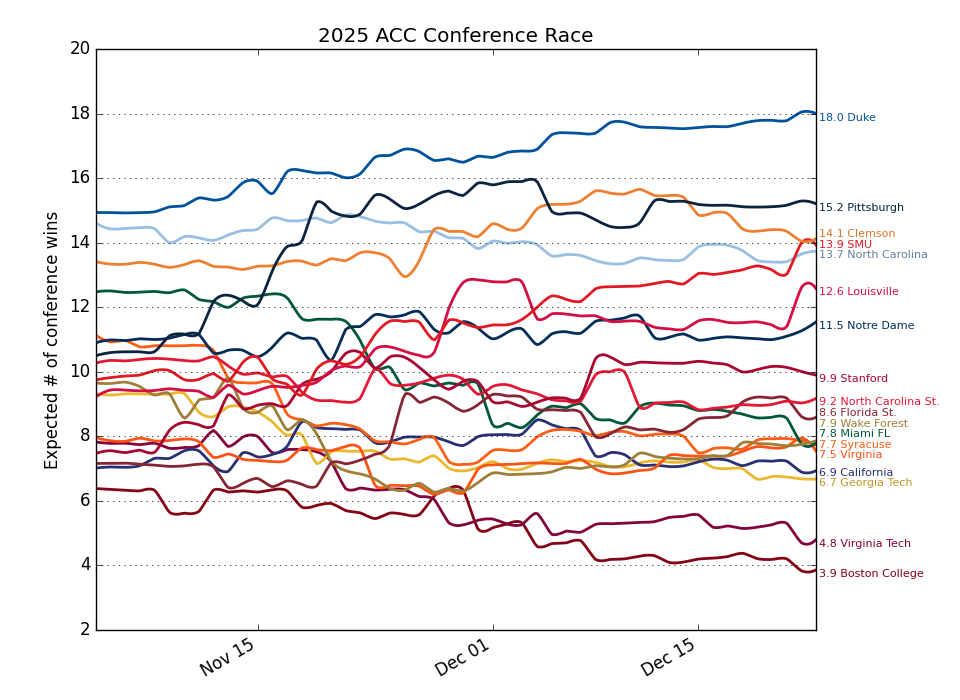 2025 ACC Conference Race
Expected # of conference wins
20
18
16
14
12
10
8
6
4
2
Nov 15
Dec 01
Dec 15
18.0 Duke
15.2 Pittsburgh
14.1 Clemson
13.9 SMU
13.7 North Carolina
12.6 Louisville
11.5 Notre Dame
9.9 Stanford
9.2 North Carolina St.
8.6 Florida St.
7.9 Wake Forest
7.8 Miami FL
7.7 Syracuse
7.5 Virginia
6.9 California
6.7 Georgia Tech
4.8 Virginia Tech
3.9 Boston College